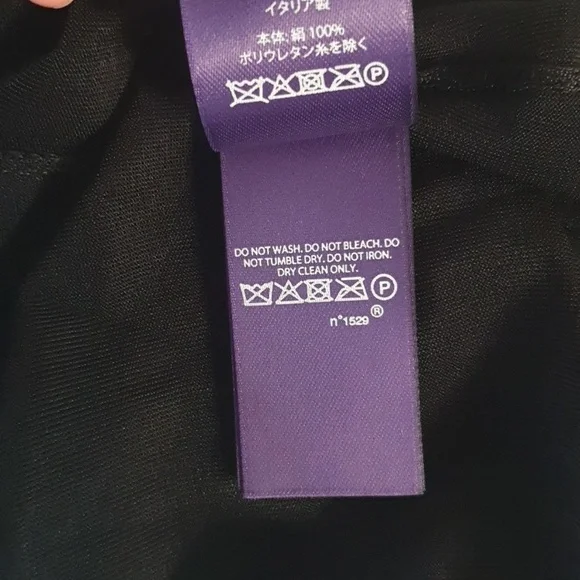 イタリア製
本体: 絹 100%
ポリウレタン糸を除く
P
DO NOT WASH. DO NOT BLEACH. DO
NOT TUMBLE DRY. DO NOT IRON.
DRY CLEAN ONLY.
P
n°1529 ®